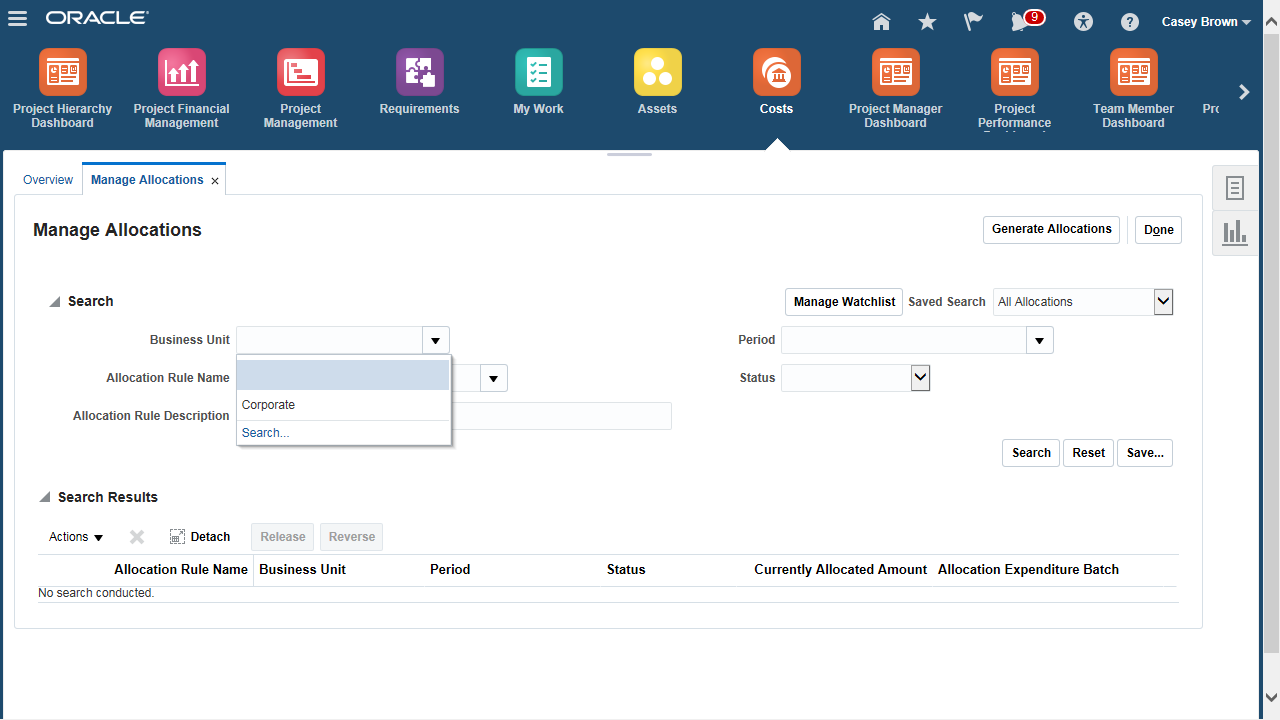 ORACLE®
9
Casey Brown
Project Hierarchy Dashboard
Project Financial Management
Project Management
Requirements
My Work
Assets
Costs
Project Manager Dashboard
Project Performance
Team Member Dashboard
Overview
Manage Allocations
Manage Allocations
Generate Allocations
Done
Search
Manage Watchlist
Saved Search
All Allocations
Business Unit
Period
Allocation Rule Name
Status
Corporate
Allocation Rule Description
Search...
Search
Reset
Save...
Search Results
Actions
Detach
Release
Reverse
Allocation Rule Name
Business Unit
Period
Status
Currently Allocated Amount
Allocation Expenditure Batch
No search conducted.